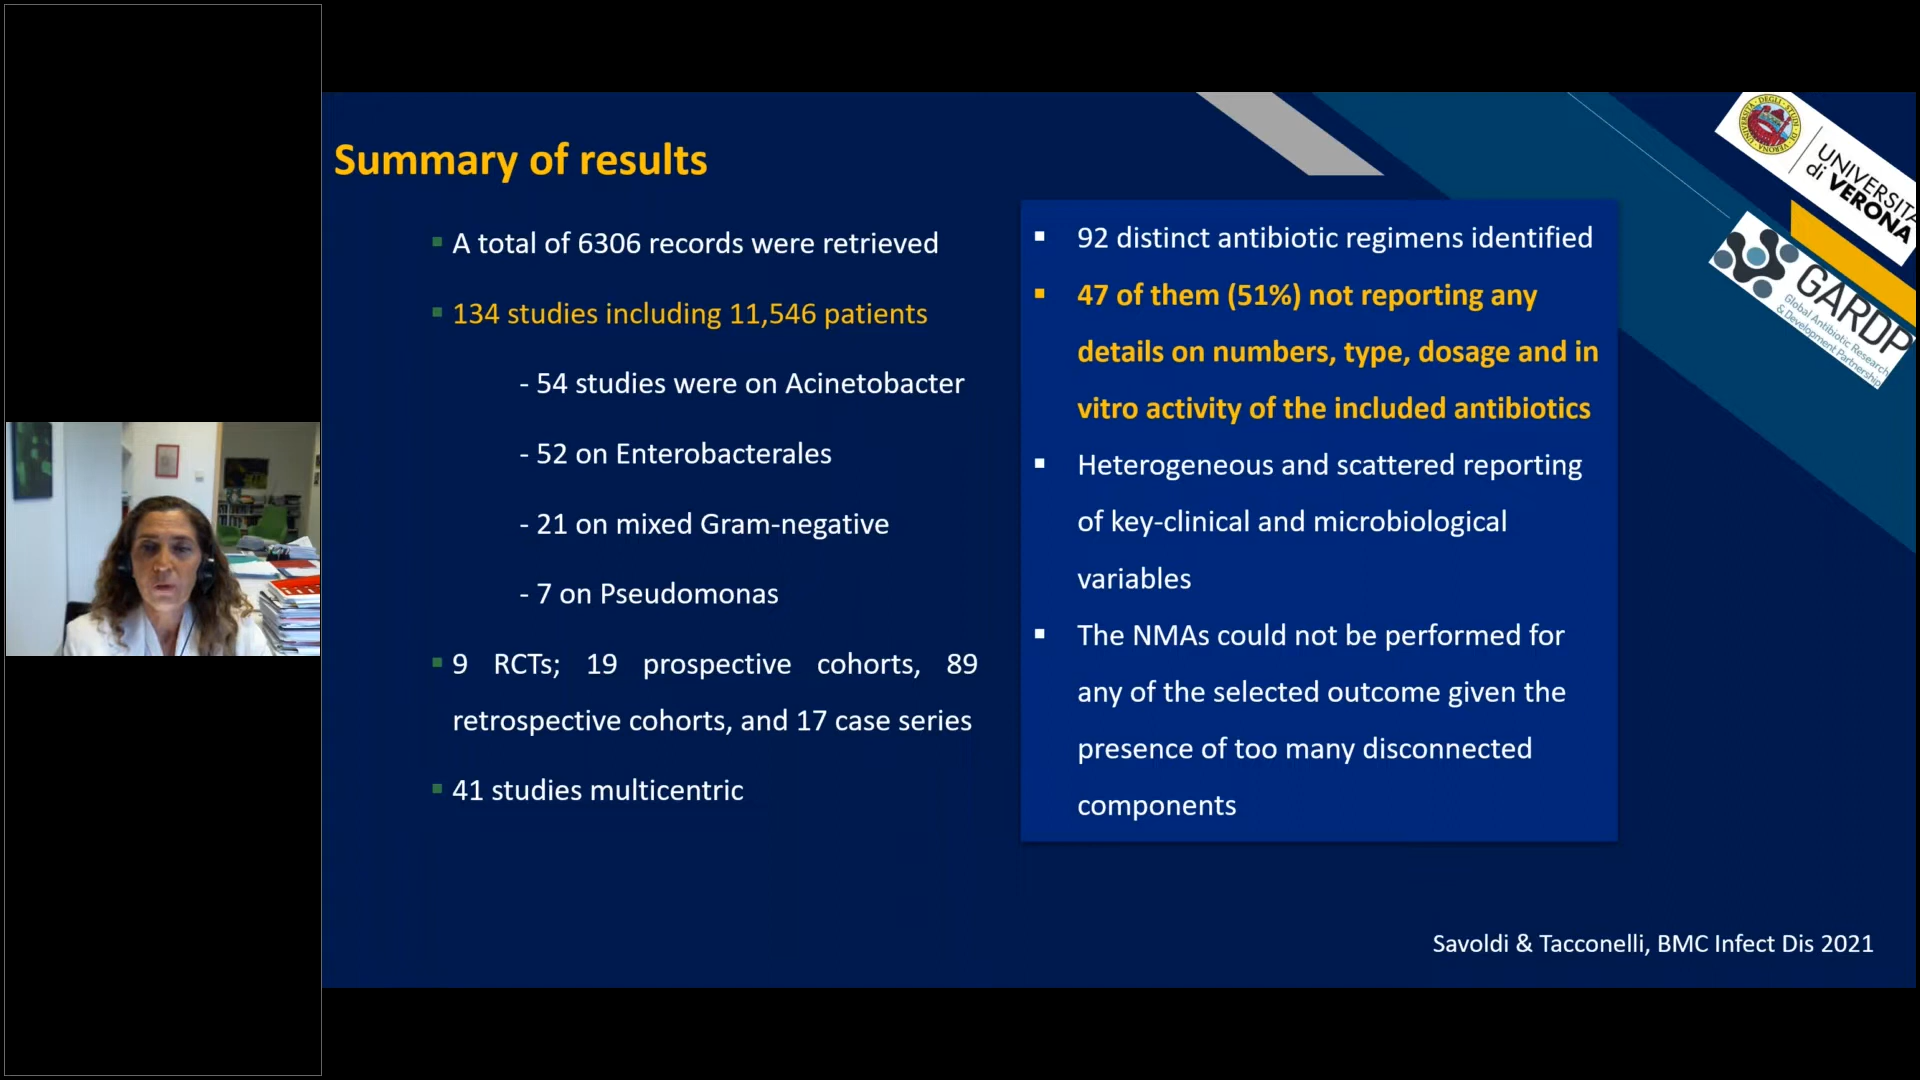 Summary of results
▪ A total of 6306 records were retrieved
▪ 134 studies including 11,546 patients
- 54 studies were on Acinetobacter
- 52 on Enterobacterales
- 21 on mixed Gram-negative
- 7 on Pseudomonas
▪ 9 RCTs; 19 prospective cohorts, 89
retrospective cohorts, and 17 case series
▪ 41 studies multicentric
▪ 92 distinct antibiotic regimens identified
▪ 47 of them (51%) not reporting any
details on numbers, type, dosage and in
vitro activity of the included antibiotics
▪ Heterogeneous and scattered reporting
of key-clinical and microbiological
variables
▪ The NMAs could not be performed for
any of the selected outcome given the
presence of too many disconnected
components
UNIVERSITA
di VERONA
GARDP
Global Antibiotic Research
& Development Partnership
Savoldi & Tacconelli, BMC Infect Dis 2021